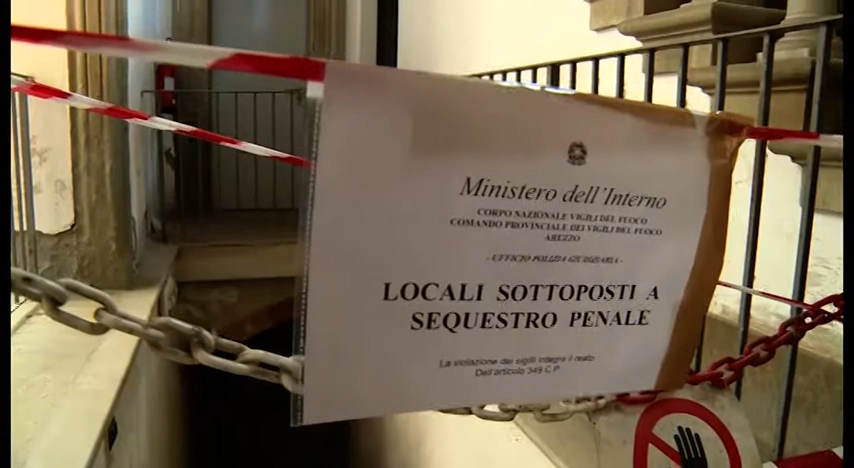 Ministero dell'Interno
CORPO NAZIONALE VIGILI DEL FUOCO
COMANDO PROVINCIALE DEI VIGILI DEL FUOCO
AREZZO
- UFFICIO POLIZIA GIUDIZIARIA -
LOCALI SOTTOPOSTI A
SEQUESTRO PENALE
La violazione dei sigilli integra il reato
Dell'articolo 349 C.P